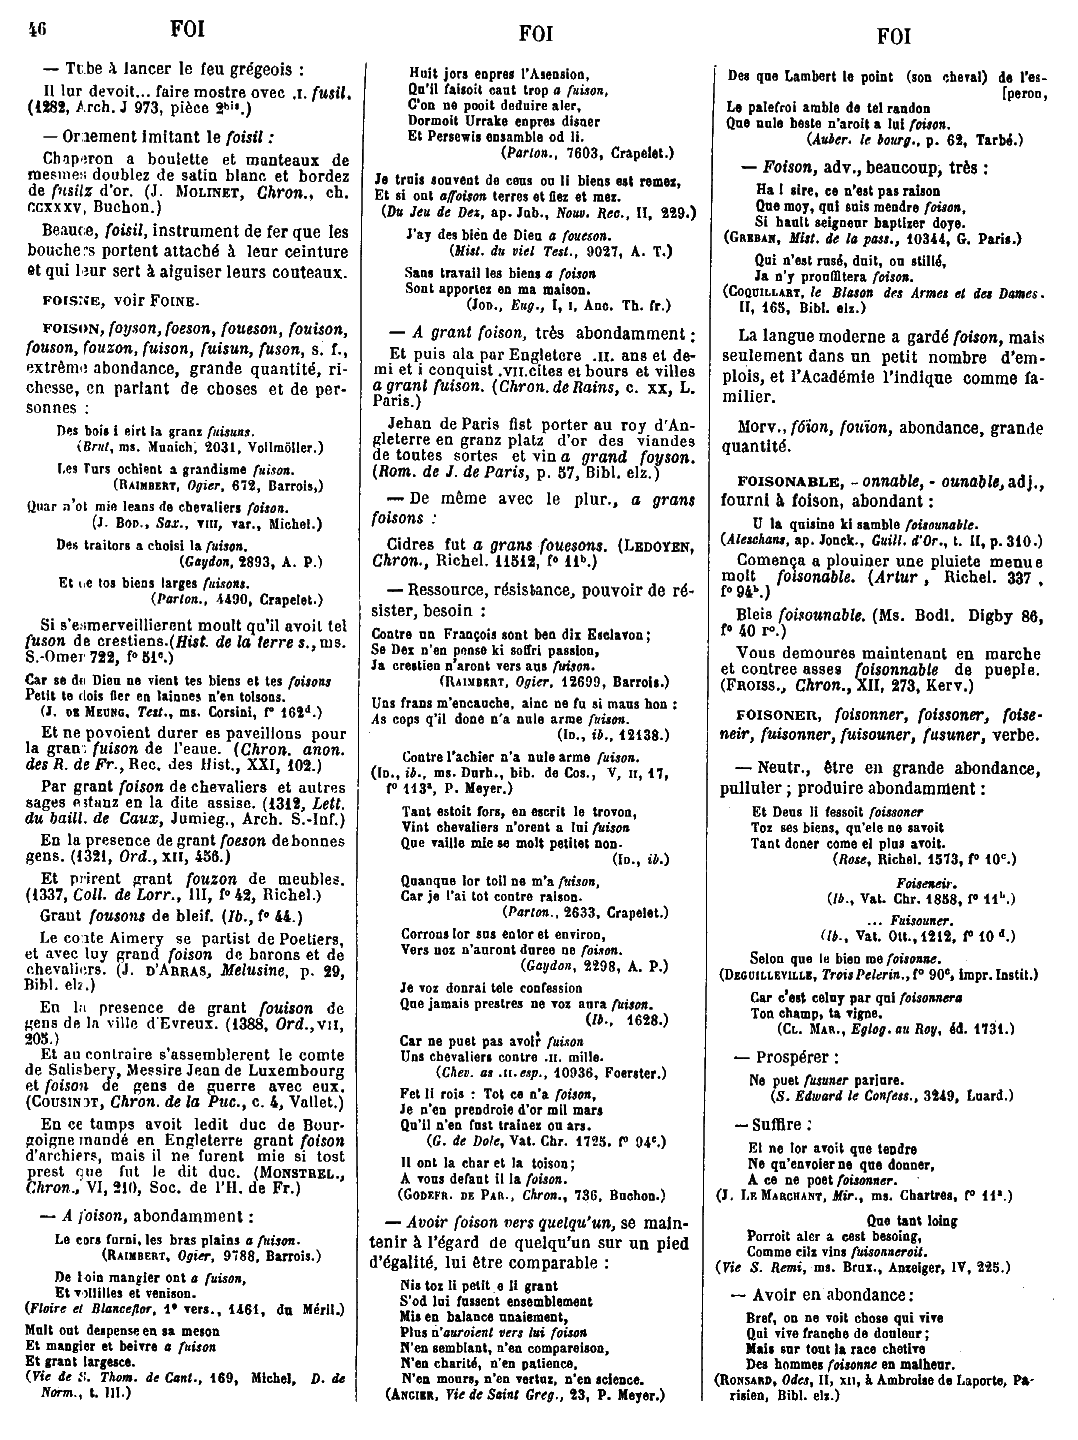 46 FOI FOI FOI
— Tube à lancer le feu grégeois :
Il lur devoit... faire mostre ovec .I. fusil.
(1282, Arch. J 973, pièce 2bis.)
— Ornement imitant le foisil :
Chaperon a boulette et manteaux de
mesmes doublez de satin blanc et bordez
de fusilz d'or. (J. MOLINET, Chron., ch.
CCXXXV, Buchon.)
Beauce, foisil, instrument de fer que les
bouchers portent attaché à leur ceinture
et qui leur sert à aiguiser leurs couteaux.
FOISNE, voir FOINE.
FOISON, foyson, foeson, foueson, fouison,
fouson, fouzon, fuison, fuisun, fuson, s. f.,
extrême abondance, grande quantité, ri-
chesse, en parlant de choses et de per-
sonnes :
Des bois i eirt la granz fuisuns.
(Brut, ms. Munich, 2031, Vollmöller.)
Les Turs ochient a grandisme fuison.
(RAIMBERT, Ogier, 672, Barrois,)
Quar n'ot mie leans de chevaliers foison.
(J. BOD., Sax., VIII, var., Michel.)
Des traitors a choisi la fuison.
(Gaydon, 2893, A. P.)
Et de tos biens larges fuisons.
(Parton., 4490, Crapelet.)
Si s'esmerveillierent moult qu'il avoit tel
fuson de crestiens.(Hist. de la terre s., ms.
S.-Omer 722, f° 51c.)
Car se de Dieu ne vient tes biens et tes foisons
Petit te dois fier en lainnes n'en toisons.
(J. DE MEUNG, Test., ms. Corsini, f° 162d.)
Et ne povoient durer es paveillons pour
la grant fuison de l'eaue. (Chron. anon.
des R. de Fr., Rec. des Hist., XXI, 102.)
Par grant foison de chevaliers et autres
sages estanz en la dite assise. (1312, Lett.
du baill. de Caux, Jumieg., Arch. S.-Inf.)
En la presence de grant foeson de bonnes
gens. (1321, Ord., XII, 456.)
Et prirent grant fouzon de meubles.
(1337, Coll. de Lorr., III, f° 42, Richel.)
Grant fousons de bleif. (Ib., f° 44.)
Le conte Aimery se partist de Poetiers,
et avec luy grand foison de barons et de
chevaliers. (J. D'ARRAS, Melusine, p. 29,
Bibl. elz.)
En la presence de grant fouison de
gens de la ville d'Evreux. (1388, Ord., VII,
205.)
Et au contraire s'assemblerent le comte
de Salisbery, Messire Jean de Luxembourg
et foison de gens de guerre avec eux.
(COUSINOT, Chron. de la Puc., c. 4, Vallet.)
En ce temps avoit ledit duc de Bour-
goigne mandé en Engleterre grant foison
d'archiers, mais il ne furent mie si tost
prest que fut le dit duc. (MONSTREL.,
Chron., VI, 210, Soc. de l'H. de Fr.)
— A foison, abondamment :
Le cors furni, les bras plains a fuison.
(RAIMBERT, Ogier, 9788, Barrois.)
De loin mangier ont a fuison,
Et volilles et venison.
(Floire et Blanceflor, 1e vers., 1461, du Méril.)
Mult out despense en sa meson
Et mangier et beivre a fuison
Et grant largesce.
(Vie de S. Thom. de Cant., 169, Michel, D. de
Norm., t. III.)
Huit jors enpres l'Asension,
Qu'il faisoit caut trop a fuison,
C'on ne pooit deduire aler,
Dormoit Urrake enpres disner
Et Persewis ensamble od li.
(Parton., 7603, Crapelet.)
Je truis souvent de ceus ou li biens est remez,
Et si ont affoison terres et fiez et mez.
(Du Jeu de Dez, ap. Jub., Nouv. Rec., II, 229.)
J'ay des bien de Dieu a foueson.
(Mist. du viel Test., 9027, A. T.)
Sans travail les biens a foison
Sont apportez en ma maison.
(JOD., Eug., I, I, Anc. Th. fr.)
— A grant foison, très abondamment :
Et puis ala par Engletere .II. ans et de-
mi et i conquist .VII. cites et bours et villes
a grant fuison. (Chron. de Rains, c. XX, L.
Paris.)
Jehan de Paris fist porter au roy d'An-
gleterre en granz platz d'or des viandes
de toutes sortes et vin a grand foyson.
(Rom. de J. de Paris, p. 57, Bibl. elz.)
— De même avec le plur., a grans
foisons :
Cidres fut a grans fouesons. (LEDOYEN,
Chron., Richel. 11512, f° 11b.)
— Ressource, résistance, pouvoir de ré-
sister, besoin :
Contre un François sont ben dix Esclavon;
Se Dex n'en ponse ki soffri passion,
Ja crestien n'aront vers aus fuison.
(RAIMBERT, Ogier, 12699, Barrois.)
Uns frans m'encauche, ainc ne fu si maus hon :
As cops q'il done n'a nule arme fuison.
(ID., ib., 12138.)
Contre l'achier n'a nule arme fuison.
(ID., ib., ms. Durh., bib. de Cos., V, II, 17,
f° 113a, P. Meyer.)
Tant estoit fors, en escrit le trovon,
Vint chevaliers n'orent a lui fuison
Que vaille mie se molt petitet non.
(ID., ib.)
Quanque lor toil ne m'a fuison,
Car je l'ai tot contre raison.
(Parton., 2633, Crapelet.)
Corrons lor sus entor et environ,
Vers noz n'auront duree ne foison.
(Gaydon, 2298, A. P.)
Je voz donrai tele confession
Que jamais prestres ne voz aura fuison.
(Ib., 1628.)
Car ne puet pas avoir fuison
Uns chevaliers contre .II. mille.
(Chev. as .II. esp., 10936, Foerster.)
Fet li rois : Tot ce n'a foison,
Je n'en prendroie d'or mil mars
Qu'il n'en fust trainez ou ars.
(G. de Dole, Vat. Chr. 1725, f° 94c.)
Il ont la char et la toison;
A vous defaut il la foison.
(GODEFR. DE PAR., Chron., 736, Buchon.)
— Avoir foison vers quelqu'un, se main-
tenir à l'égard de quelqu'un sur un pied
d'égalité, lui être comparable :
Nis toz li petit e li grant
S'od lui fussent ensemblement
Mis en balance unaiement,
Plus n'auroient vers lui foison
N'en semblant, n'en compareison,
N'en charité, n'en patience,
N'en mours, n'en vertuz, n'en science.
(ANGIER, Vie de Saint Greg., 23, P. Meyer.)
Des que Lambert le point (son cheval) de l'es-
[peron,
Le palefroi amble de tel randon
Que nule beste n'aroit a lui foison.
(Auber. le bourg., p. 62, Tarbé.)
— Foison, adv., beaucoup, très :
Ha ! sire, ce n'est pas raison
Que moy, qui suis mendre foison,
Si hault seigneur baptizer doye.
(GREBAN, Mist. de la pass., 10344, G. Paris.)
Qui n'est rusé, duit, ou stillé,
Ja n'y prouffitera foison.
(COQUILLART, le Blason des Armes et des Dames.
II, 165, Bibl. elz.)
La langue moderne a gardé foison, mais
seulement dans un petit nombre d'em-
plois, et l'Académie l'indique comme fa-
milier.
Morv., fôion, fouïon, abondance, grande
quantité.
FOISONABLE, - onnable, - ounable, adj.,
fourni à foison, abondant :
U la quisine ki samble foisounable.
(Aleschans, ap. Jonck., Guill. d'Or., t. II, p. 310.)
Comença a plouiner une pluiete menue
molt foisonable. (Artur , Richel. 337 ,
f° 94b.)
Bleis foisounable. (Ms. Bodl. Digby 86,
f° 40 r°.)
Vous demoures maintenant en marche
et contree asses foisonnable de pueple.
(FROISS., Chron., XII, 273, Kerv.)
FOISONER, foisonner, foissoner, foise-
neir, fuisonner, fuisouner, fusuner, verbe.
— Neutr., être en grande abondance,
pulluler ; produire abondamment :
Et Deus li fessoit foissoner
Toz ses biens, qu'ele ne savoit
Tant doner come el plus avoit.
(Rose, Richel. 1573, f° 10c.)
Foiseneir.
(Ib., Vat. Chr. 1858, f° 11b.)
... Fuisouner.
(Ib., Vat. Ott., 1212, f° 10 d.)
Selon que le bien me foisonne.
(DEGUILLEVILLE, Trois Pelerin., f° 90c, impr. Instit.)
Car c'est celuy par qui foisonnera
Ton champ, ta vigne.
(CL. MAR., Eglog. au Roy, éd. 1731.)
— Prospérer :
Ne puet fusuner parjure.
(S. Edward le Confess., 3249, Luard.)
— Suffire :
El ne lor avoit que tendre
Ne qu'envoier ne que donner,
A ce ne poet foisonner.
(J. LE MARCHANT, Mir., ms. Chartres, f° 11a.)
Que tant loing
Porroit aler a cest besoing,
Comme cilz vins fuisonneroit.
(Vie S. Remi, ms. Brux., Anzeiger, IV, 225.)
— Avoir en abondance :
Bref, on ne voit chose qui vive
Qui vive franche de douleur;
Mais sur tout la race chetive
Des hommes foisonne en malheur.
(RONSARD, Odes, II, XII, à Ambroise de Laporte, Pa-
risien, Bibl. elz.)